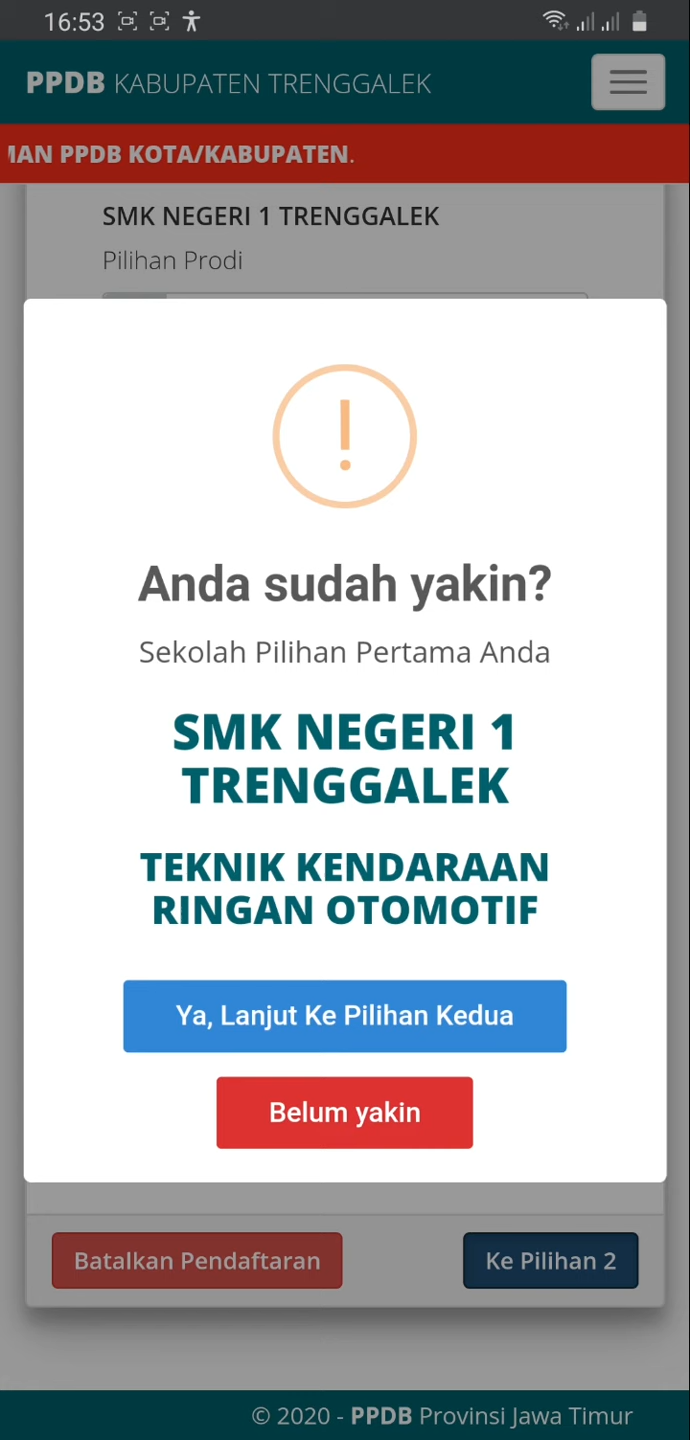 16:53
PPDB KABUPATEN TRENGGALEK
MAN PPDB KOTA/KABUPATEN.
SMK NEGERI 1 TRENGGALEK
Pilihan Prodi
!
Anda sudah yakin?
Sekolah Pilihan Pertama Anda
SMK NEGERI 1
TRENGGALEK
TEKNIK KENDARAAN
RINGAN OTOMOTIF
Ya, Lanjut Ke Pilihan Kedua
Belum yakin
Batalkan Pendaftaran
Ke Pilihan 2
© 2020 - PPDB Provinsi Jawa Timur